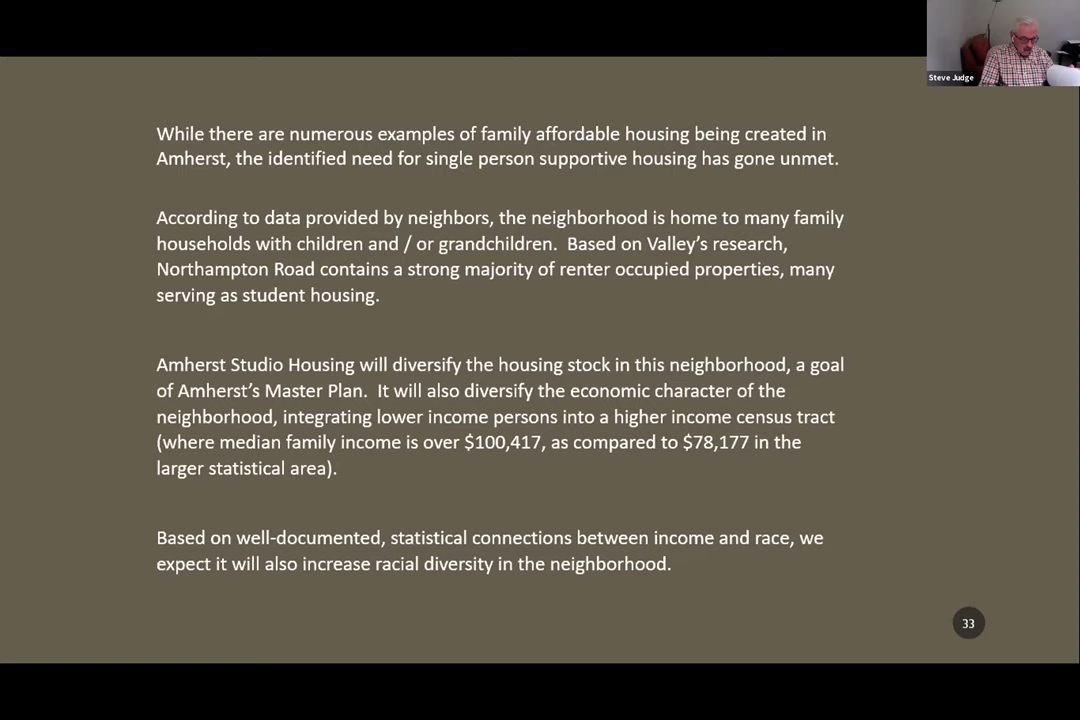 Steve Judge
While there are numerous examples of family affordable housing being created in
Amherst, the identified need for single person supportive housing has gone unmet.
According to data provided by neighbors, the neighborhood is home to many family
households with children and / or grandchildren.  Based on Valley's research,
Northampton Road contains a strong majority of renter occupied properties, many
serving as student housing.
Amherst Studio Housing will diversify the housing stock in this neighborhood, a goal
of Amherst's Master Plan.  It will also diversify the economic character of the
neighborhood, integrating lower income persons into a higher income census tract
(where median family income is over $100,417, as compared to $78,177 in the
larger statistical area).
Based on well-documented, statistical connections between income and race, we
expect it will also increase racial diversity in the neighborhood.
33